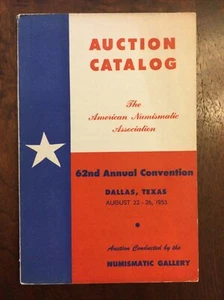 AUCTION
CATALOG
The
American Numismatic
Association
62nd Annual Convention
DALLAS, TEXAS
AUGUST 22-26, 1953
Auction Conducted by the
NUMISMATIC GALLERY